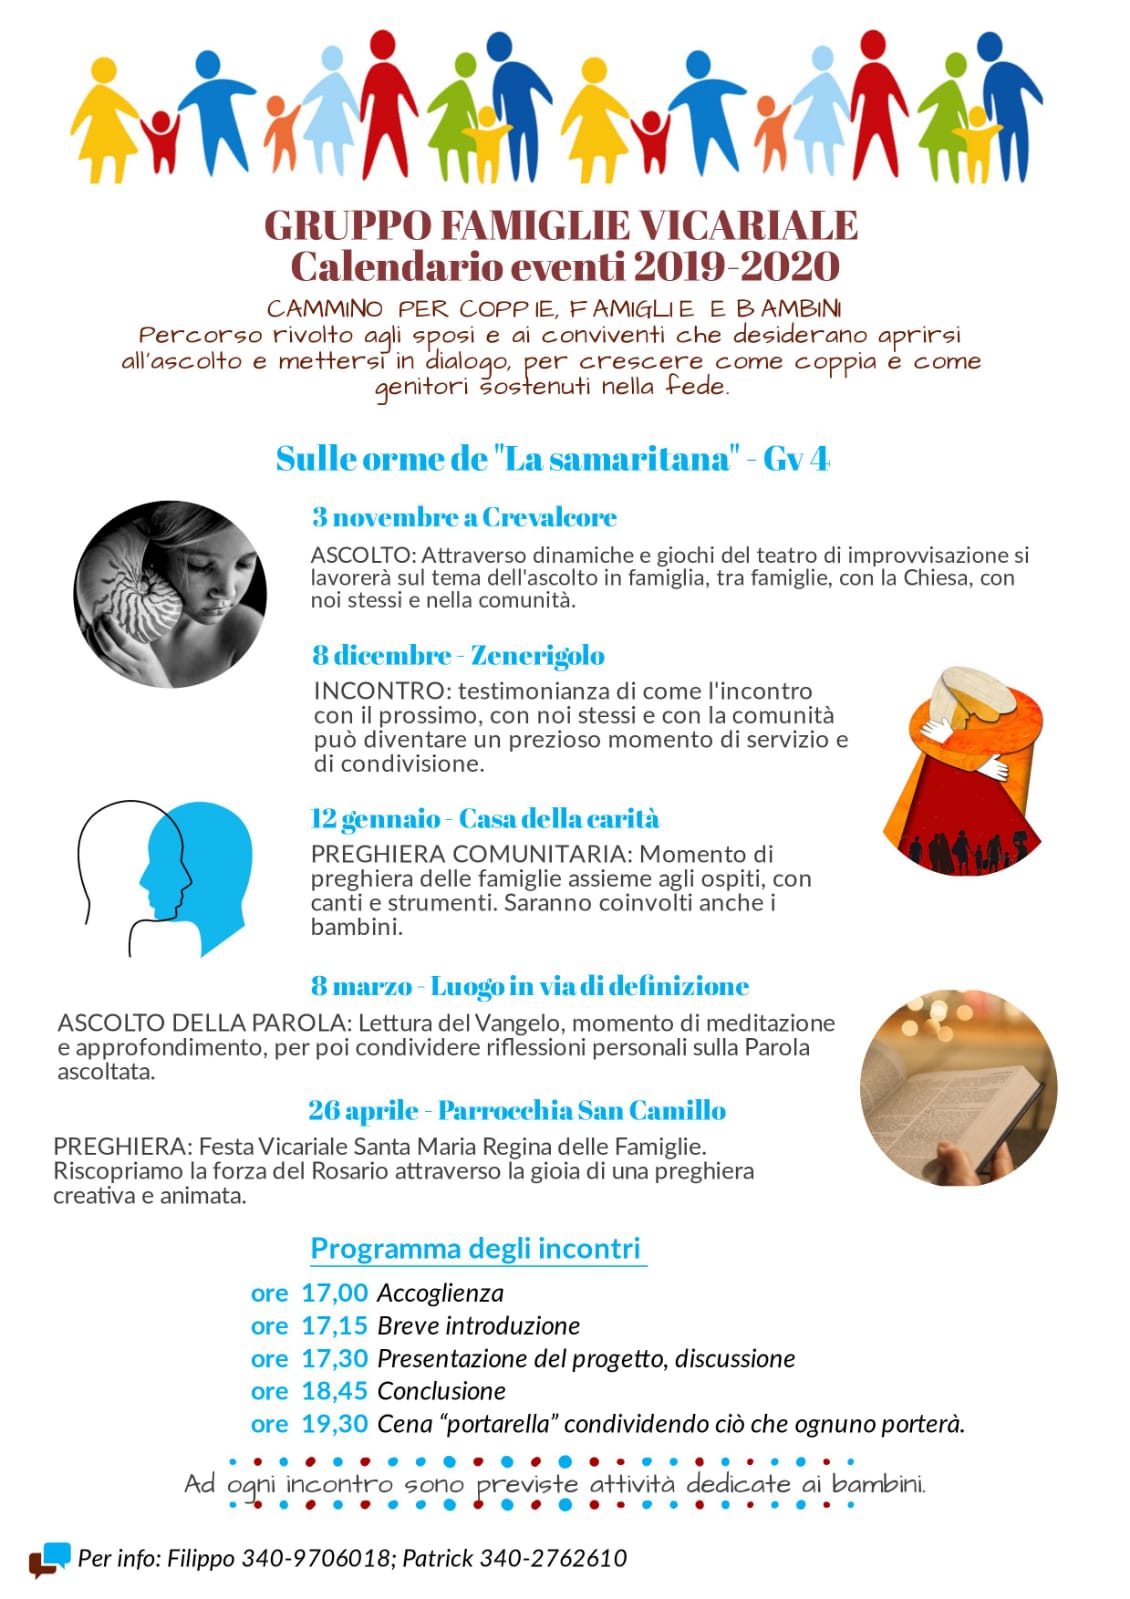 GRUPPO FAMIGLIE VICARIALE
Calendario eventi 2019-2020
CAMMINO PER COPPIE, FAMIGLIE E BAMBINI
Percorso rivolto agli sposi e ai conviventi che desiderano aprirsi
all'ascolto e mettersi in dialogo, per crescere come coppia e come
genitori sostenuti nella fede.
Sulle orme de "La samaritana" - Gv 4
3 novembre a Crevalcore
ASCOLTO: Attraverso dinamiche e giochi del teatro di improvvisazione si
lavorerà sul tema dell'ascolto in famiglia, tra famiglie, con la Chiesa, con
noi stessi e nella comunità.
8 dicembre - Zenerigolo
INCONTRO: testimonianza di come l'incontro
con il prossimo, con noi stessi e con la comunità
può diventare un prezioso momento di servizio e
di condivisione.
12 gennaio - Casa della carità
PREGHIERA COMUNITARIA: Momento di
preghiera delle famiglie assieme agli ospiti, con
canti e strumenti. Saranno coinvolti anche i
bambini.
8 marzo - Luogo in via di definizione
ASCOLTO DELLA PAROLA: Lettura del Vangelo, momento di meditazione
e approfondimento, per poi condividere riflessioni personali sulla Parola
ascoltata.
26 aprile - Parrocchia San Camillo
PREGHIERA: Festa Vicariale Santa Maria Regina delle Famiglie.
Riscopriamo la forza del Rosario attraverso la gioia di una preghiera
creativa e animata.
Programma degli incontri
ore 17,00 Accoglienza
ore 17,15 Breve introduzione
ore 17,30 Presentazione del progetto, discussione
ore 18,45 Conclusione
ore 19,30 Cena “portarella” condividendo ciò che ognuno porterà.
Ad ogni incontro sono previste attività dedicate ai bambini.
Per info: Filippo 340-9706018; Patrick 340-2762610